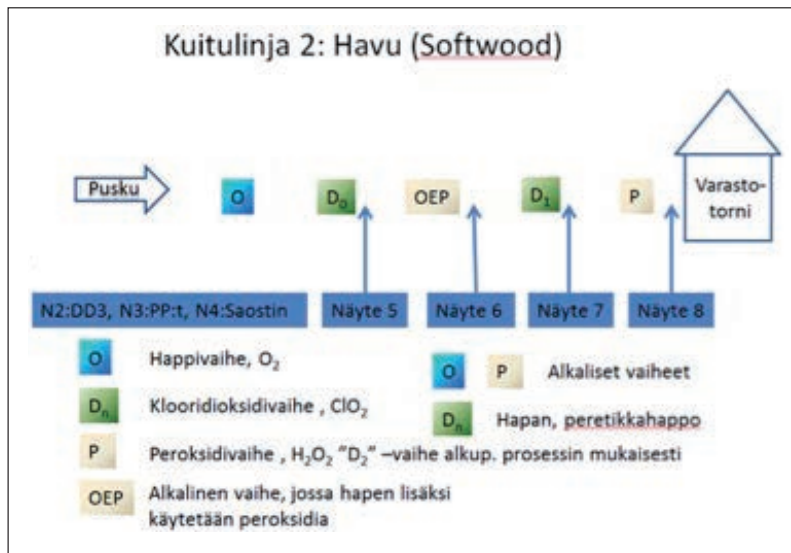 Kuitulinja 2: Havu (Softwood)
Pusku
O
D₀
OEP
D₁
P
Varasto-
torni
N2:DD3, N3:PP:t, N4:Saostin
Näyte 5
Näyte 6
Näyte 7
Näyte 8
O
Happivaihe, O₂
Dₙ
Klooridioksidivaihe , ClO₂
P
Peroksidivaihe , H₂O₂ "D₂" –vaihe alkup. prosessin mukaisesti
OEP
Alkalinen vaihe, jossa hapen lisäksi
käytetään peroksidia
O
P
Alkaliset vaiheet
Dₙ
Hapan, peretikkahappo